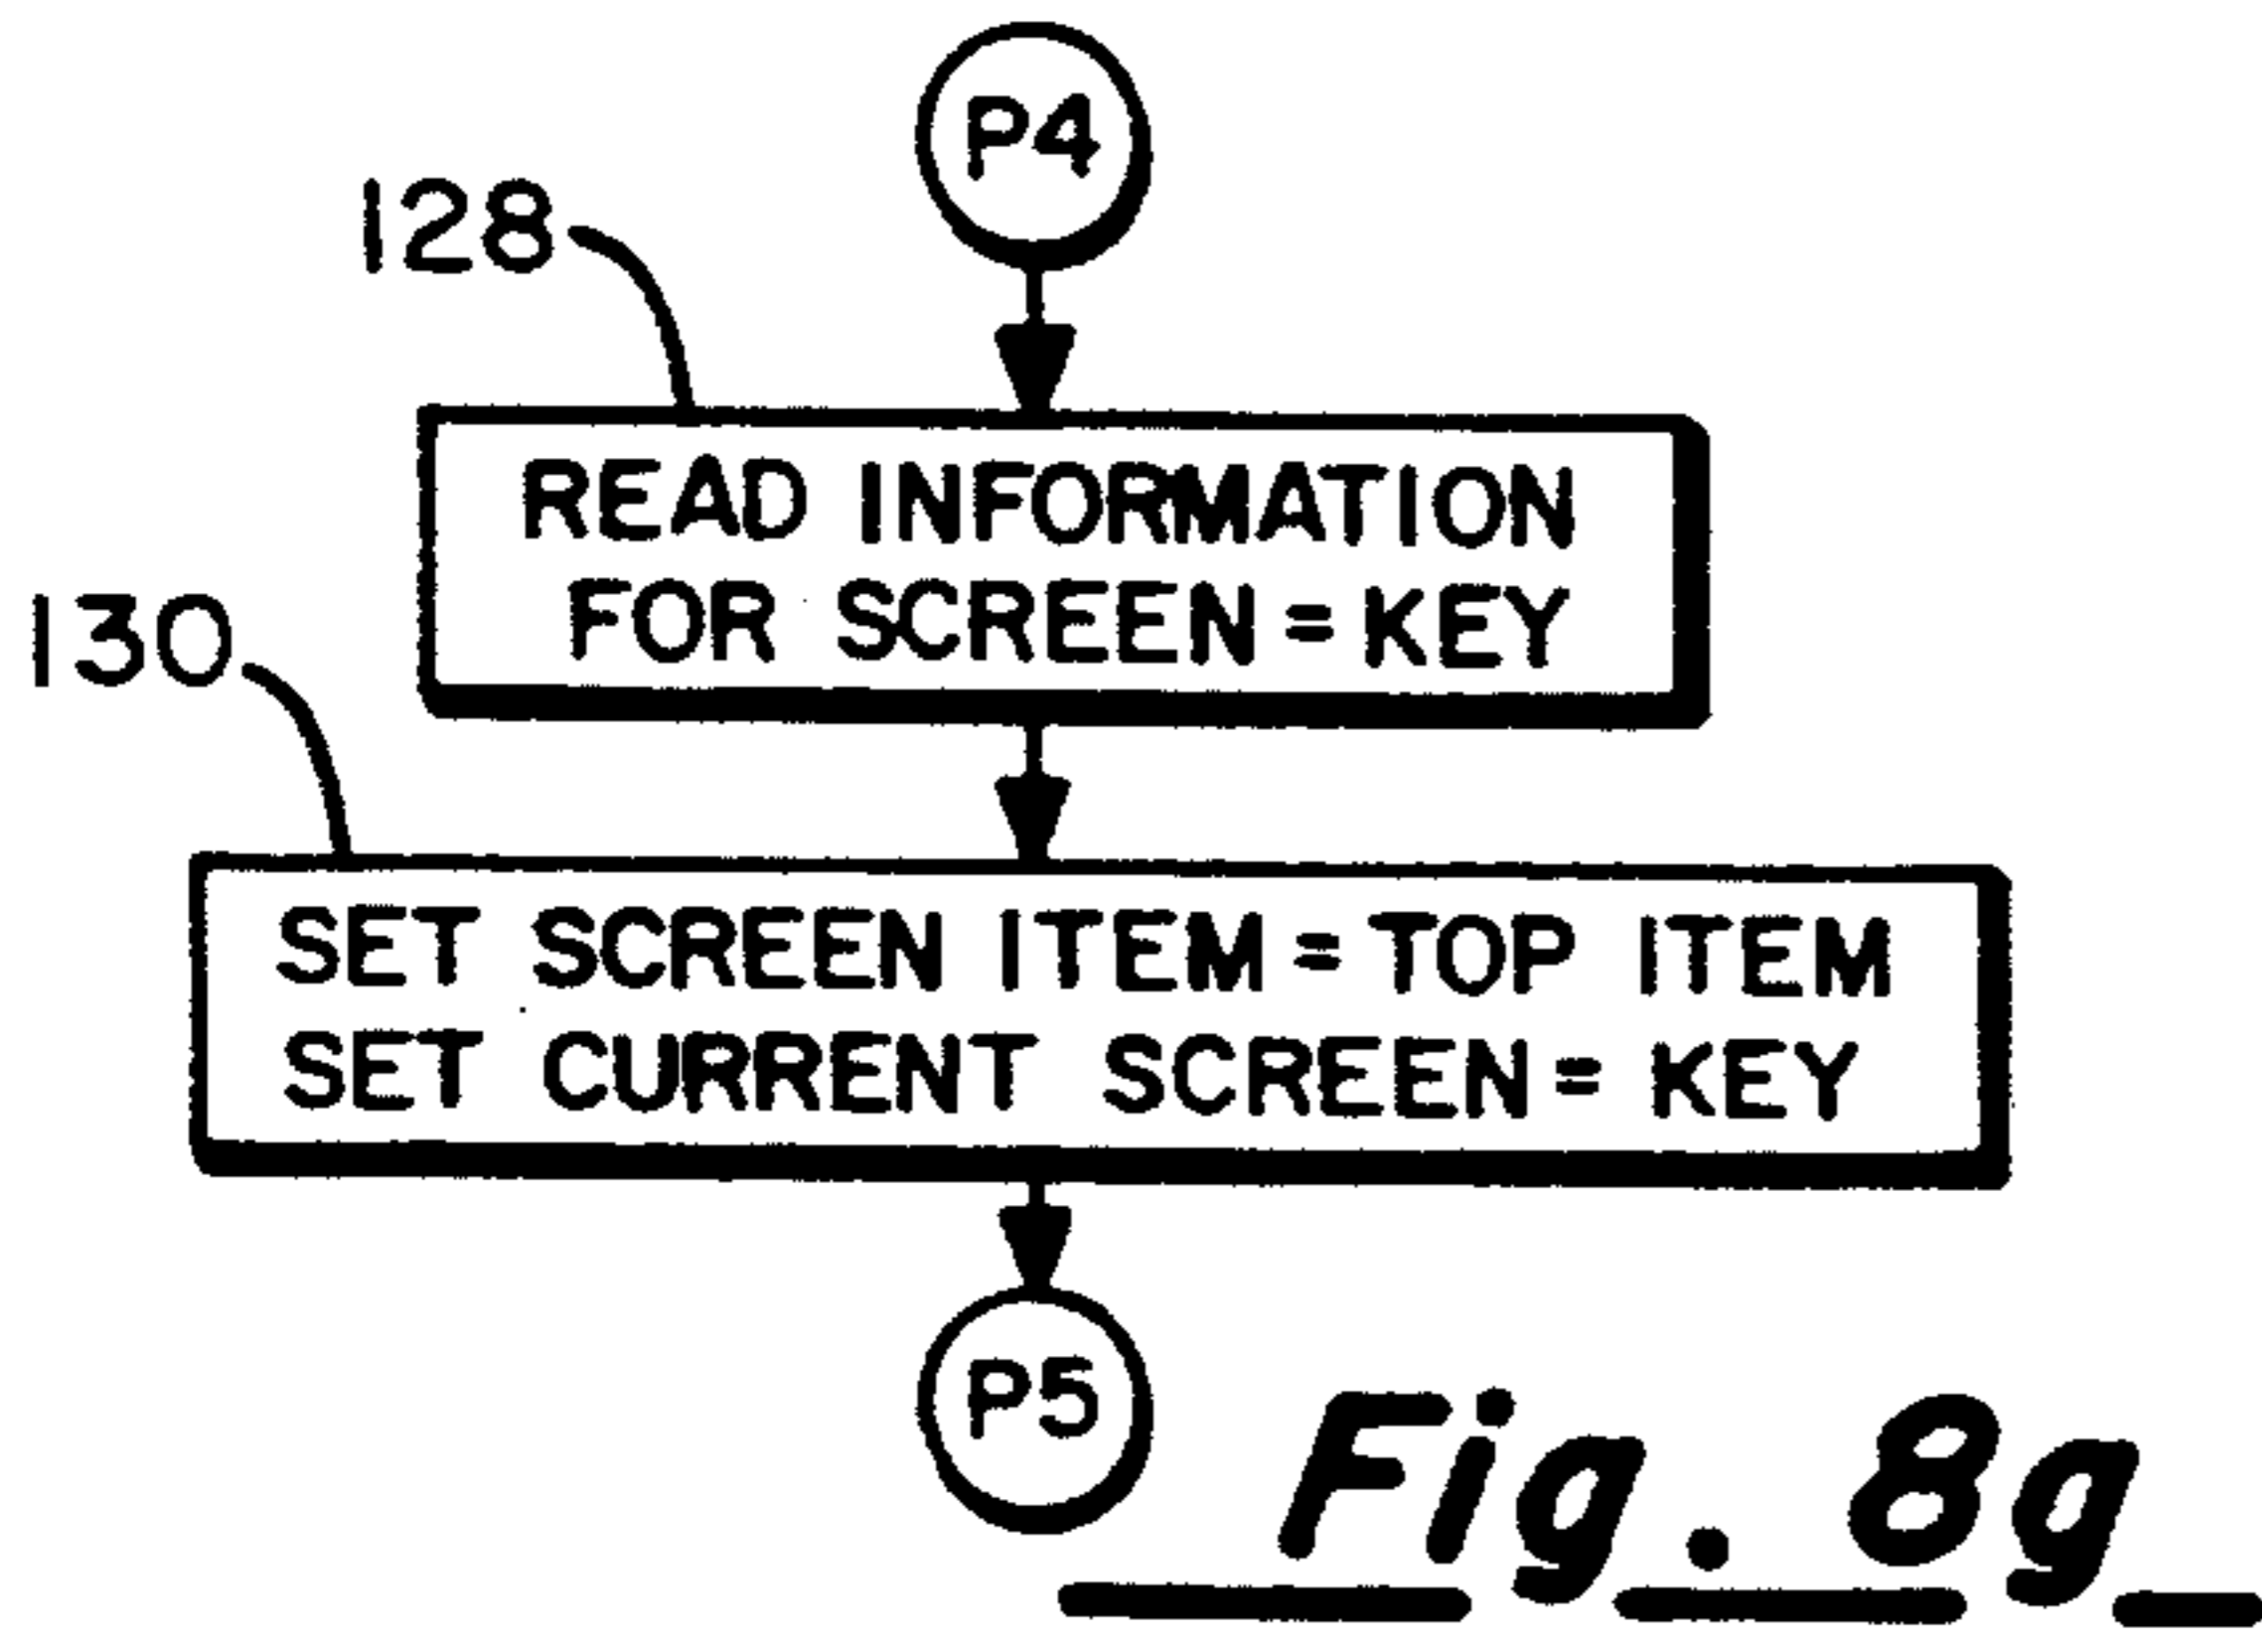 P4
128
READ INFORMATION
FOR SCREEN = KEY
130
SET SCREEN ITEM = TOP ITEM
SET CURRENT SCREEN = KEY
P5
Fig. 8g